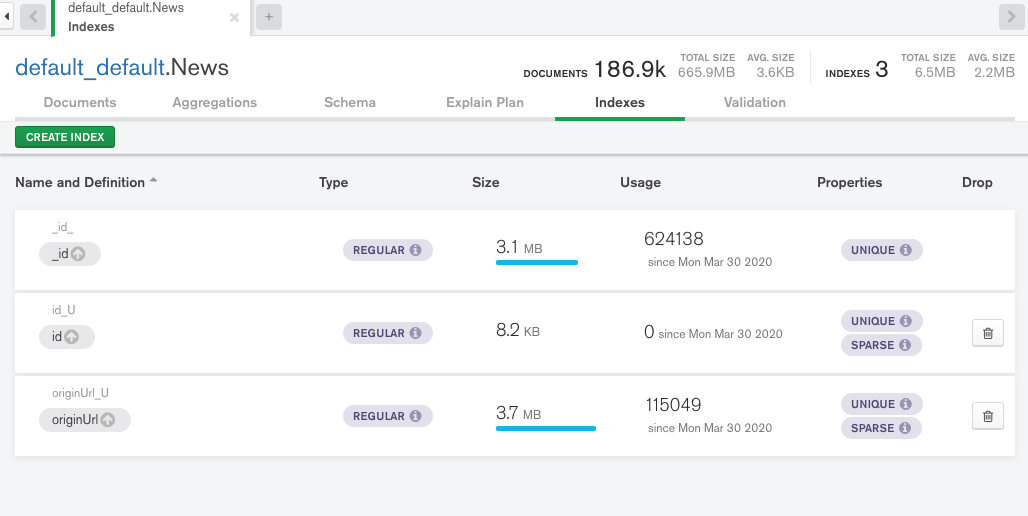 default_default.News
Indexes
default_default.News
DOCUMENTS 186.9k TOTAL SIZE 665.9MB AVG. SIZE 3.6KB INDEXES 3 TOTAL SIZE 6.5MB AVG. SIZE 2.2MB
Documents Aggregations Schema Explain Plan Indexes Validation
CREATE INDEX
Name and Definition Type Size Usage Properties Drop
_id_
_id REGULAR 3.1 MB 624138 UNIQUE
since Mon Mar 30 2020
id_U
id REGULAR 8.2 KB 0 since Mon Mar 30 2020 UNIQUE
SPARSE
originUrl_U
originUrl REGULAR 3.7 MB 115049 UNIQUE
since Mon Mar 30 2020 SPARSE